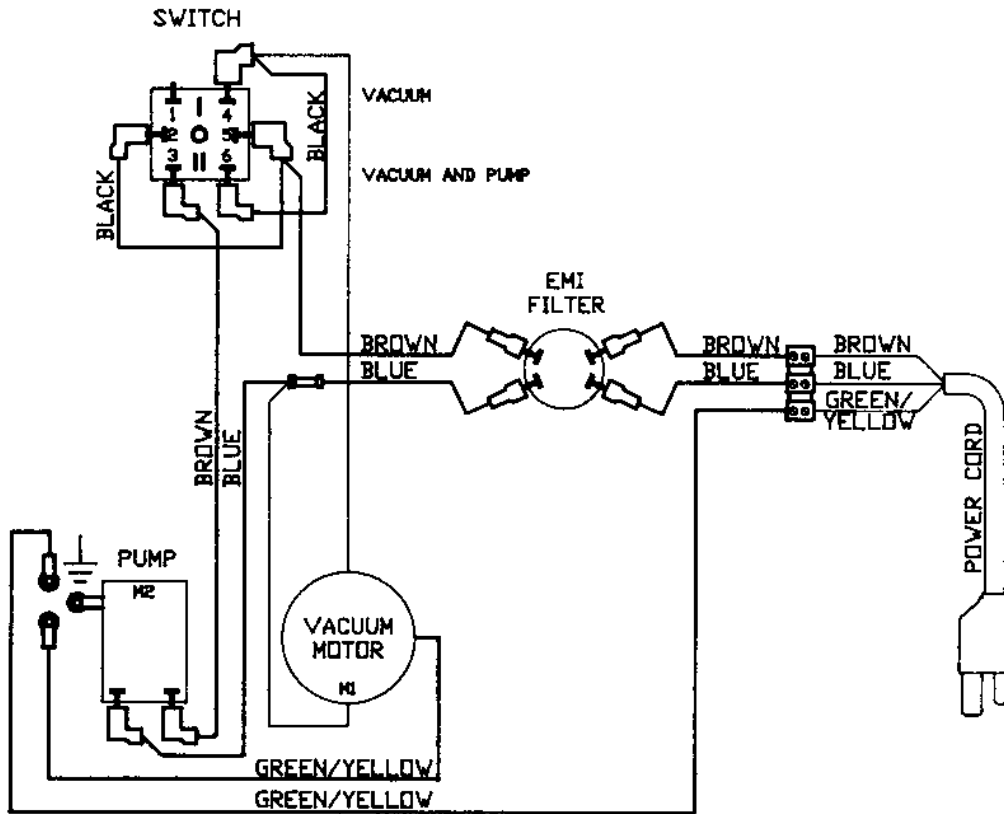 SWITCH
1 I 4
2 O 5
3 II 6
VACUUM
BLACK
VACUUM AND PUMP
BLACK
EMI
FILTER
BROWN
BLUE
BROWN
BLUE
BROWN
BLUE
GREEN/
YELLOW
BROWN
BLUE
POWER CORD
PUMP
M2
VACUUM
MOTOR
M1
GREEN/YELLOW
GREEN/YELLOW